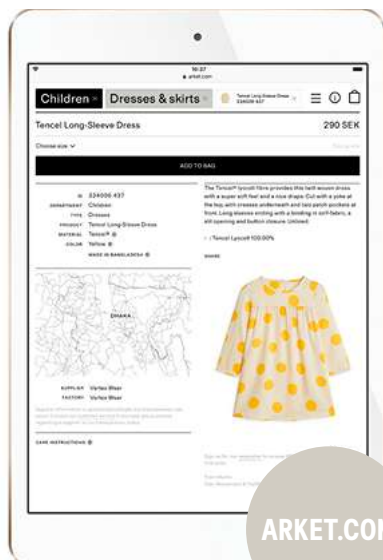 16:27
arket.com
Children ×
Dresses & skirts ×
Tencel Long-Sleeve Dress
324006 437
Tencel Long-Sleeve Dress
290 SEK
Choose size
ADD TO BAG
ID 324006 437
DEPARTMENT Children
TYPE Dresses
PRODUCT Tencel Long-Sleeve Dress
MATERIAL Tencel®
COLOR Yellow
MADE IN BANGLADESH
DHAKA
SUPPLIER Vertex Wear
FACTORY Vertex Wear
CARE INSTRUCTIONS
The Tencel® lyocell fibre provides this twill-woven dress
with a super soft feel and a nice drape. Cut with a yoke at
the top, with creases underneath and two patch pockets at
front. Long sleeves ending with a binding in self-fabric, a
slit opening and button closure. Unlined.
Tencel Lyocell 100.00%
SHARE
ARKET.COM